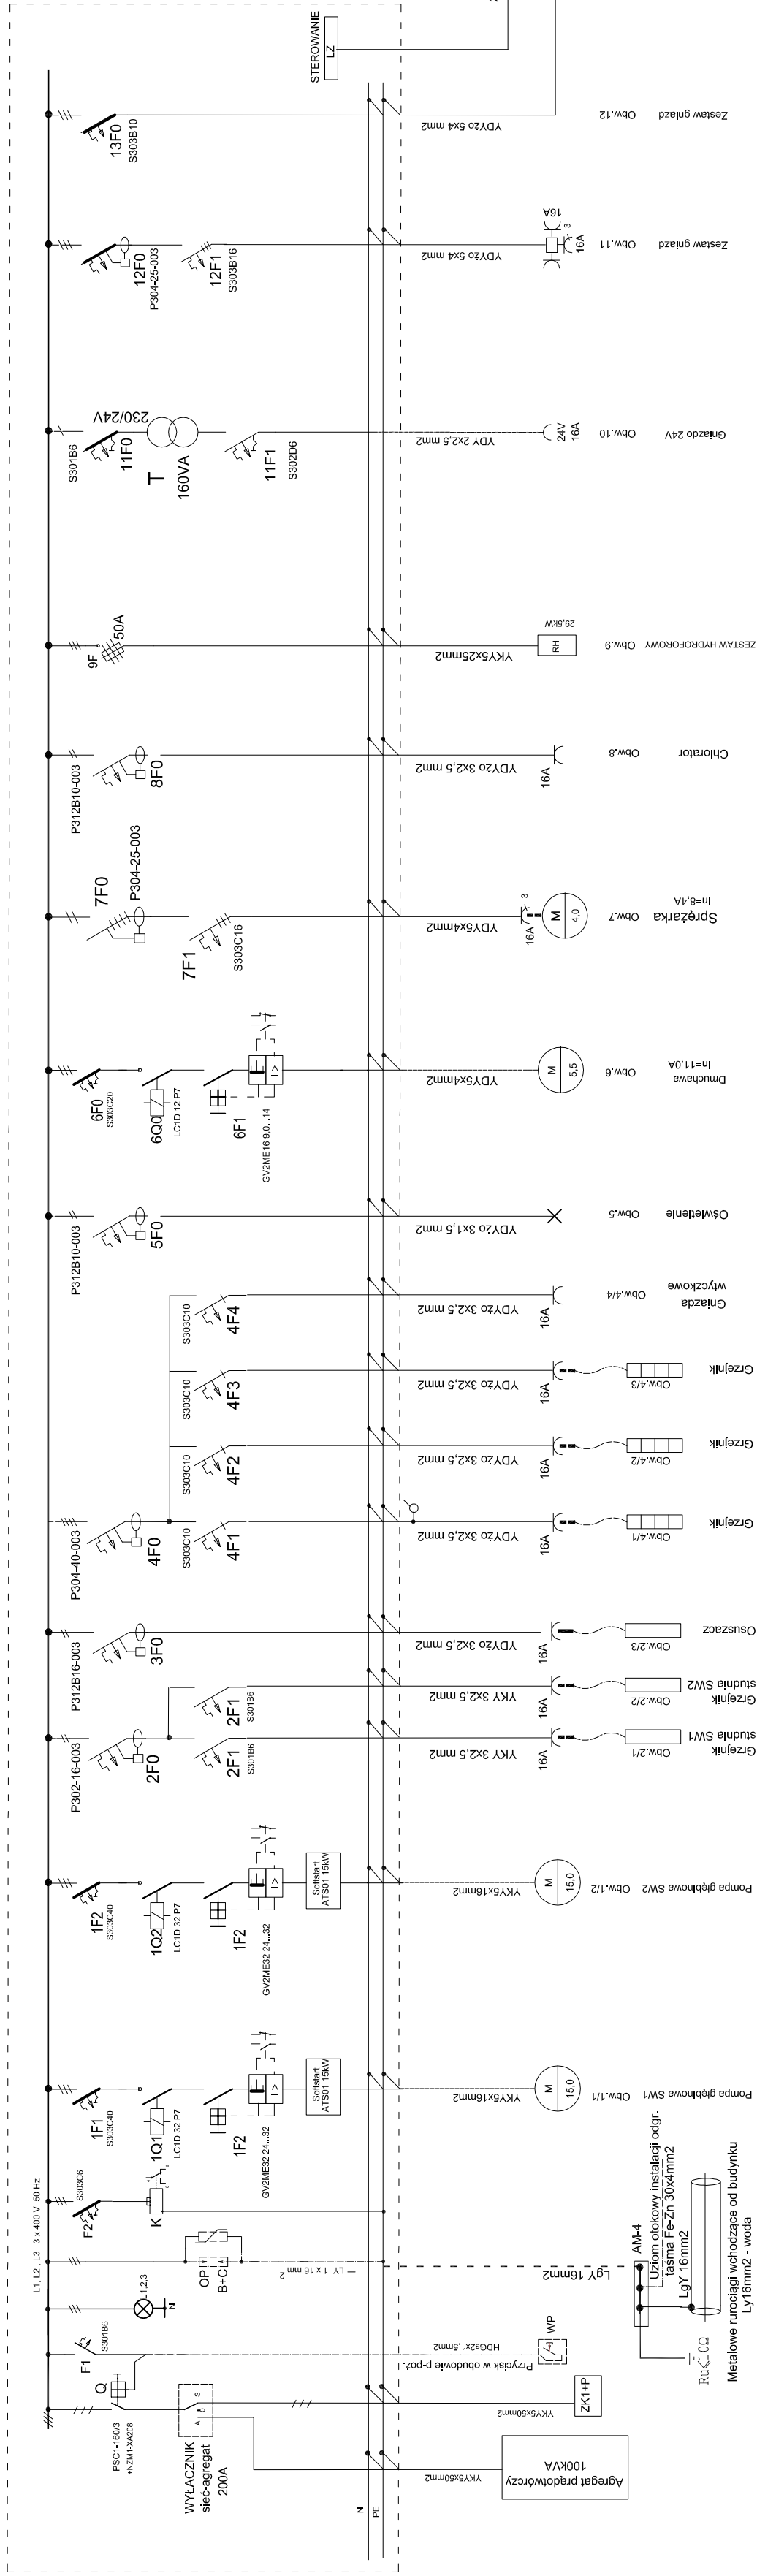 STEROWANIE
LZ
2
13F0
S303B10
YDYżo 5x4 mm2
Obw.12
Zestaw gniazd
12F0
P304-25-003
12F1
S303B16
YDYżo 5x4 mm2
16A
3
16A
Obw.11
Zestaw gniazd
S301B6
11F0
230/24V
T
160VA
11F1
S302D6
YDY 2x2,5 mm2
24V
16A
Obw.10
Gniazdo 24V
9F
50A
YKY5x25mm2
RH
29,5kW
Obw.9
ZESTAW HYDROFOROWY
P312B10-003
8F0
YDYżo 3x2,5 mm2
16A
Obw.8
Chlorator
7F0
P304-25-003
7F1
S303C16
YDY5x4mm2
16A
3
M
4,0
Obw.7
Sprężarka
In=8,4A
6F0
S303C20
6Q0
LC1D 12 P7
6F1
I>
GV2ME16 9,0...14
YDY5x4mm2
M
5,5
Obw.6
Dmuchawa
In=11,0A
P312B10-003
5F0
YDYżo 3x1,5 mm2
Obw.5
Oświetlenie
S303C10
4F4
YDYżo 3x2,5 mm2
16A
Obw.4/4
Gniazda
wtyczkowe
S303C10
4F3
YDYżo 3x2,5 mm2
16A
Obw.4/3
Grzejnik
S303C10
4F2
YDYżo 3x2,5 mm2
16A
Obw.4/2
Grzejnik
P304-40-003
4F0
S303C10
4F1
YDYżo 3x2,5 mm2
16A
Obw.4/1
Grzejnik
P312B16-003
3F0
YDYżo 3x2,5 mm2
16A
Obw.2/3
Osuszacz
2F1
S301B6
YKY 3x2,5 mm2
16A
Obw.2/2
Grzejnik
studnia SW2
P302-16-003
2F0
2F1
S301B6
YKY 3x2,5 mm2
16A
Obw.2/1
Grzejnik
studnia SW1
1F2
S303C40
1Q2
LC1D 32 P7
1F2
I>
GV2ME32 24...32
Softstart
ATS01 15kW
YKY5x16mm2
M
15,0
Obw.1/2
Pompa głębinowa SW2
1F1
S303C40
1Q1
LC1D 32 P7
1F2
I>
GV2ME32 24...32
Softstart
ATS01 15kW
YKY5x16mm2
M
15,0
Obw.1/1
Pompa głębinowa SW1
L1, L2 , L3 3 x 400 V 50 Hz
S303C6
F2
K
OP
B+C
LY 1 x 16 mm 2
L1,2,3
N
F1
S301B6
Q
PSC1-160/3
+NZM1-XA208
WYŁACZNIK
sieć-agregat
200A
A
0
S
N
PE
HDGs2x1,5mm2
Przycisk w obudowie p-poż.
WP
YKY5x50mm2
ZK1+P
YKY5x50mm2
Agregat prądotwórczy
100kVA
LgY 16mm2
AM-4
Uziom otokowy instalacji odgr.
taśma Fe-Zn 30x4mm2
LgY 16mm2
Ru≤10Ω
Metalowe rurociągi wchodzące od budynku
Ly16mm2 - woda